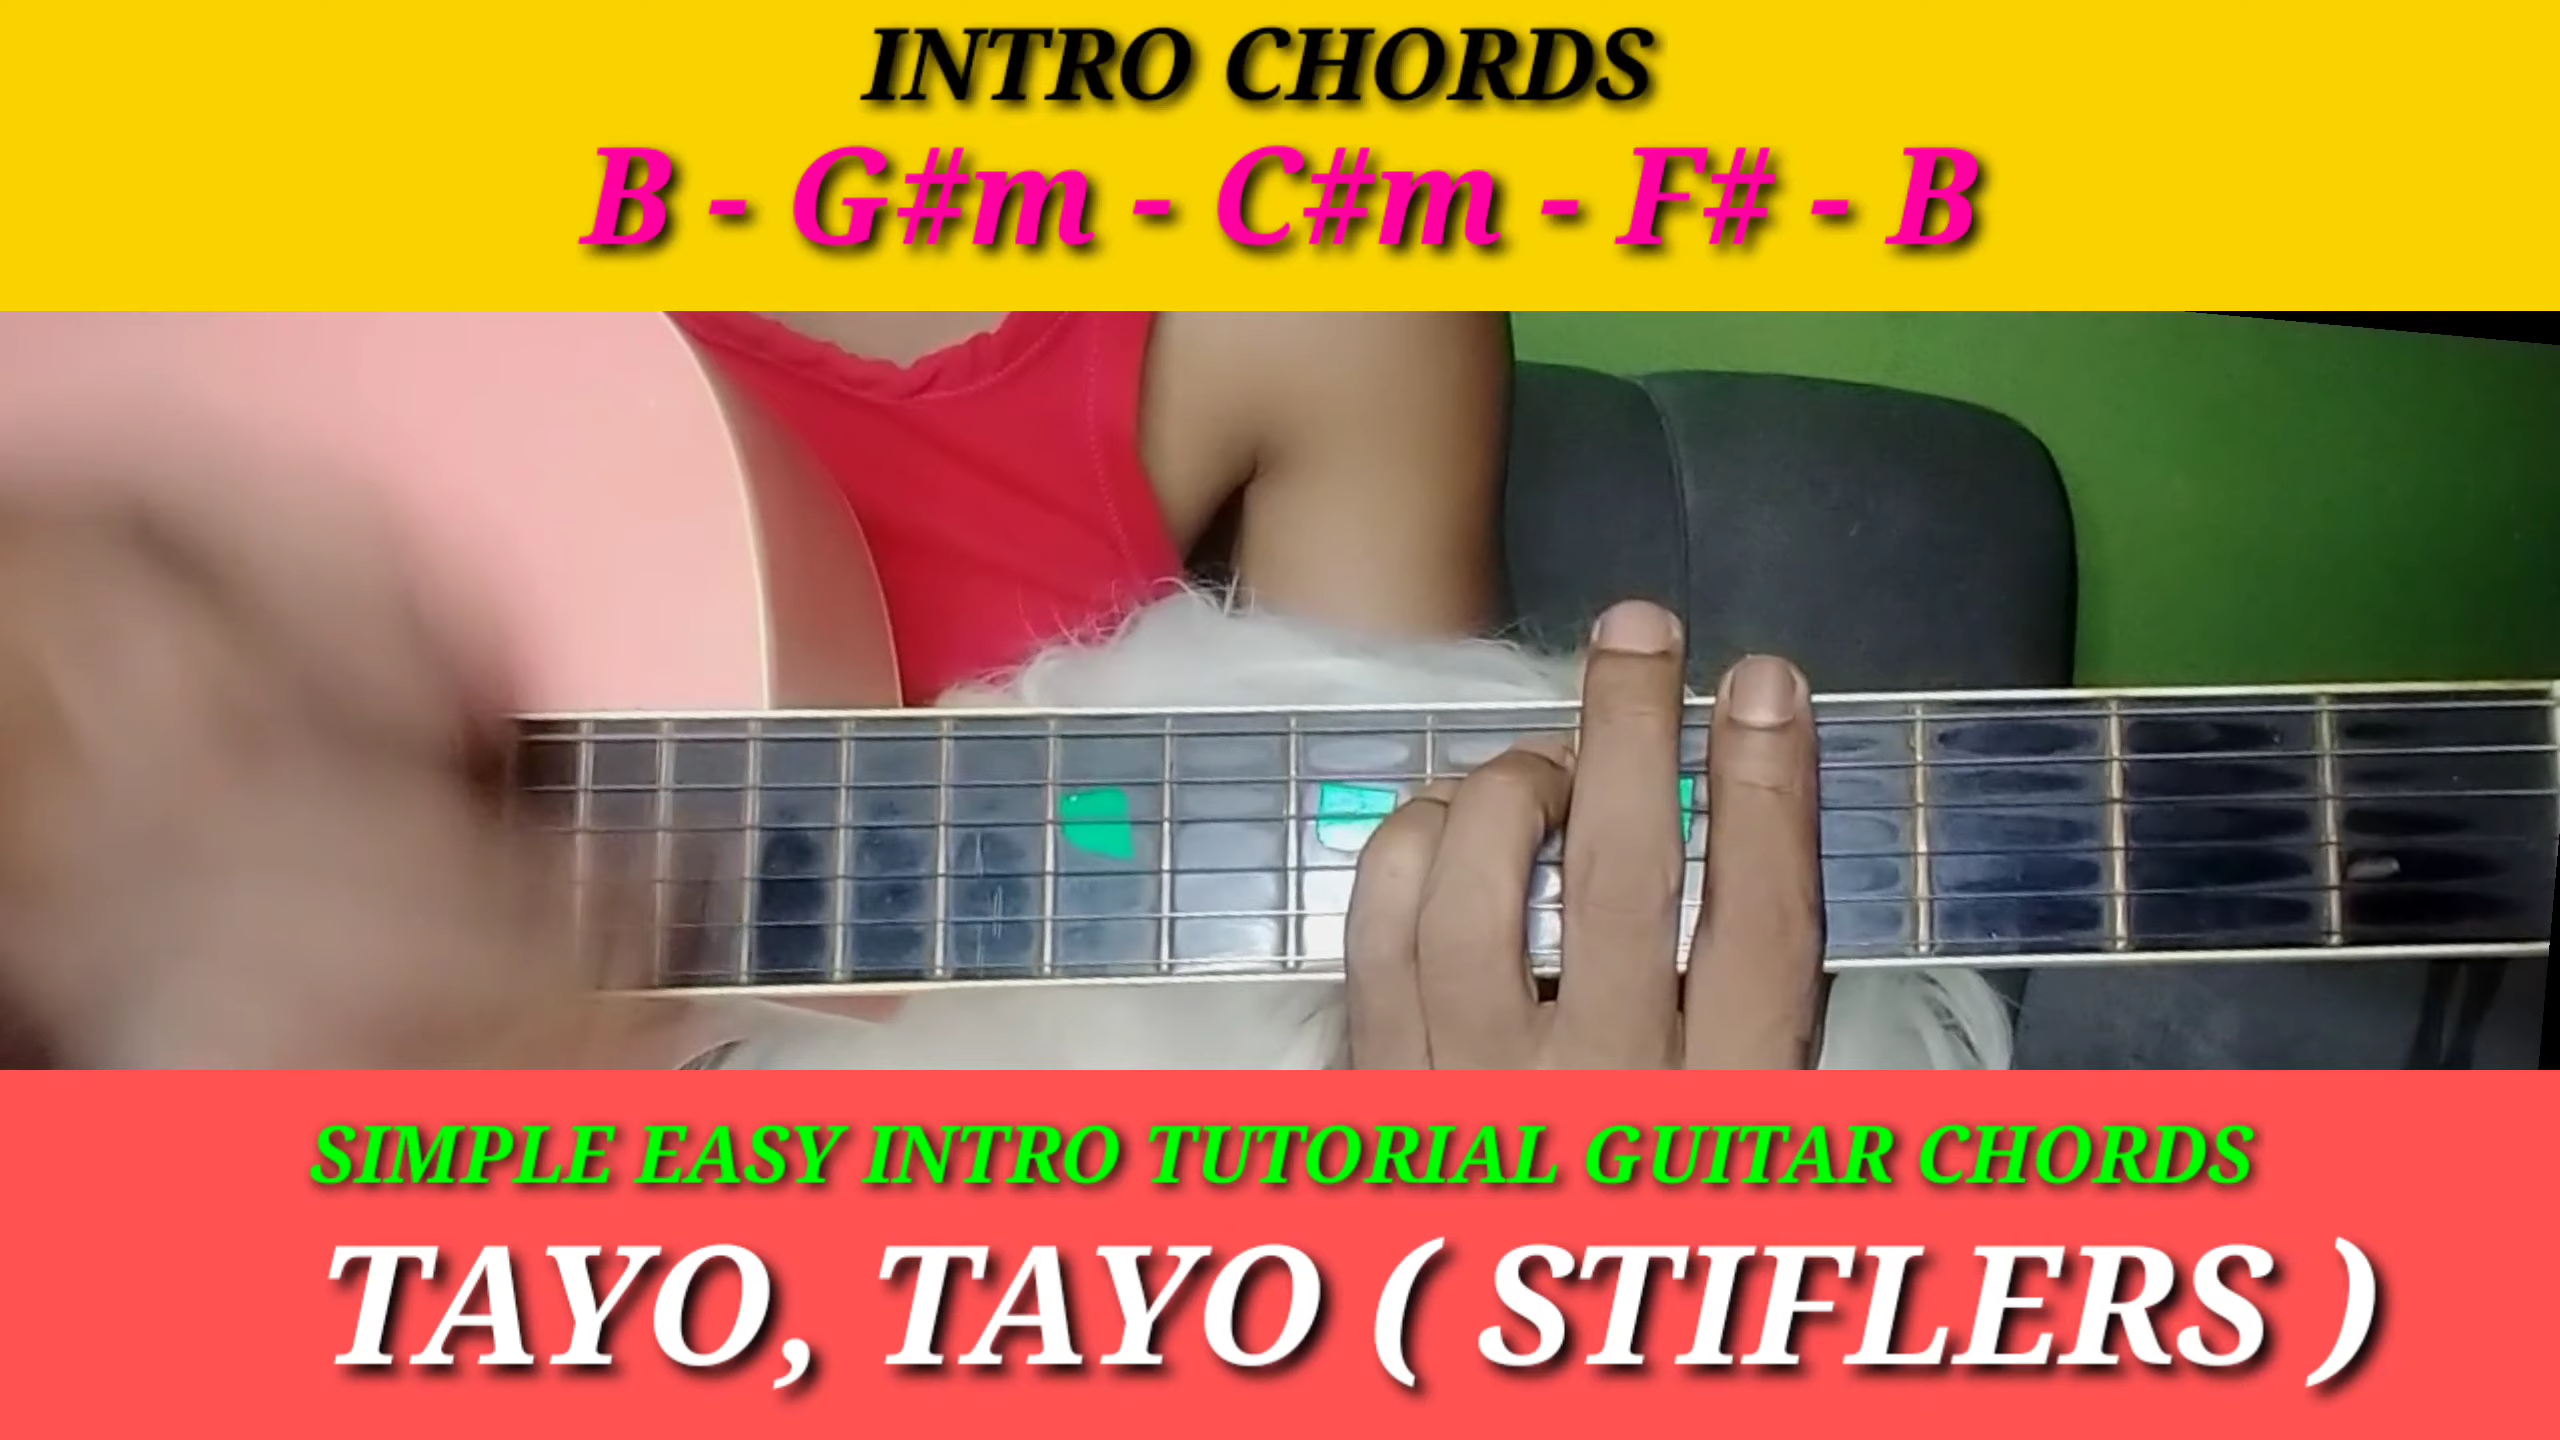 INTRO CHORDS
B - G#m - C#m - F# - B
SIMPLE EASY INTRO TUTORIAL GUITAR CHORDS
TAYO, TAYO ( STIFLERS )